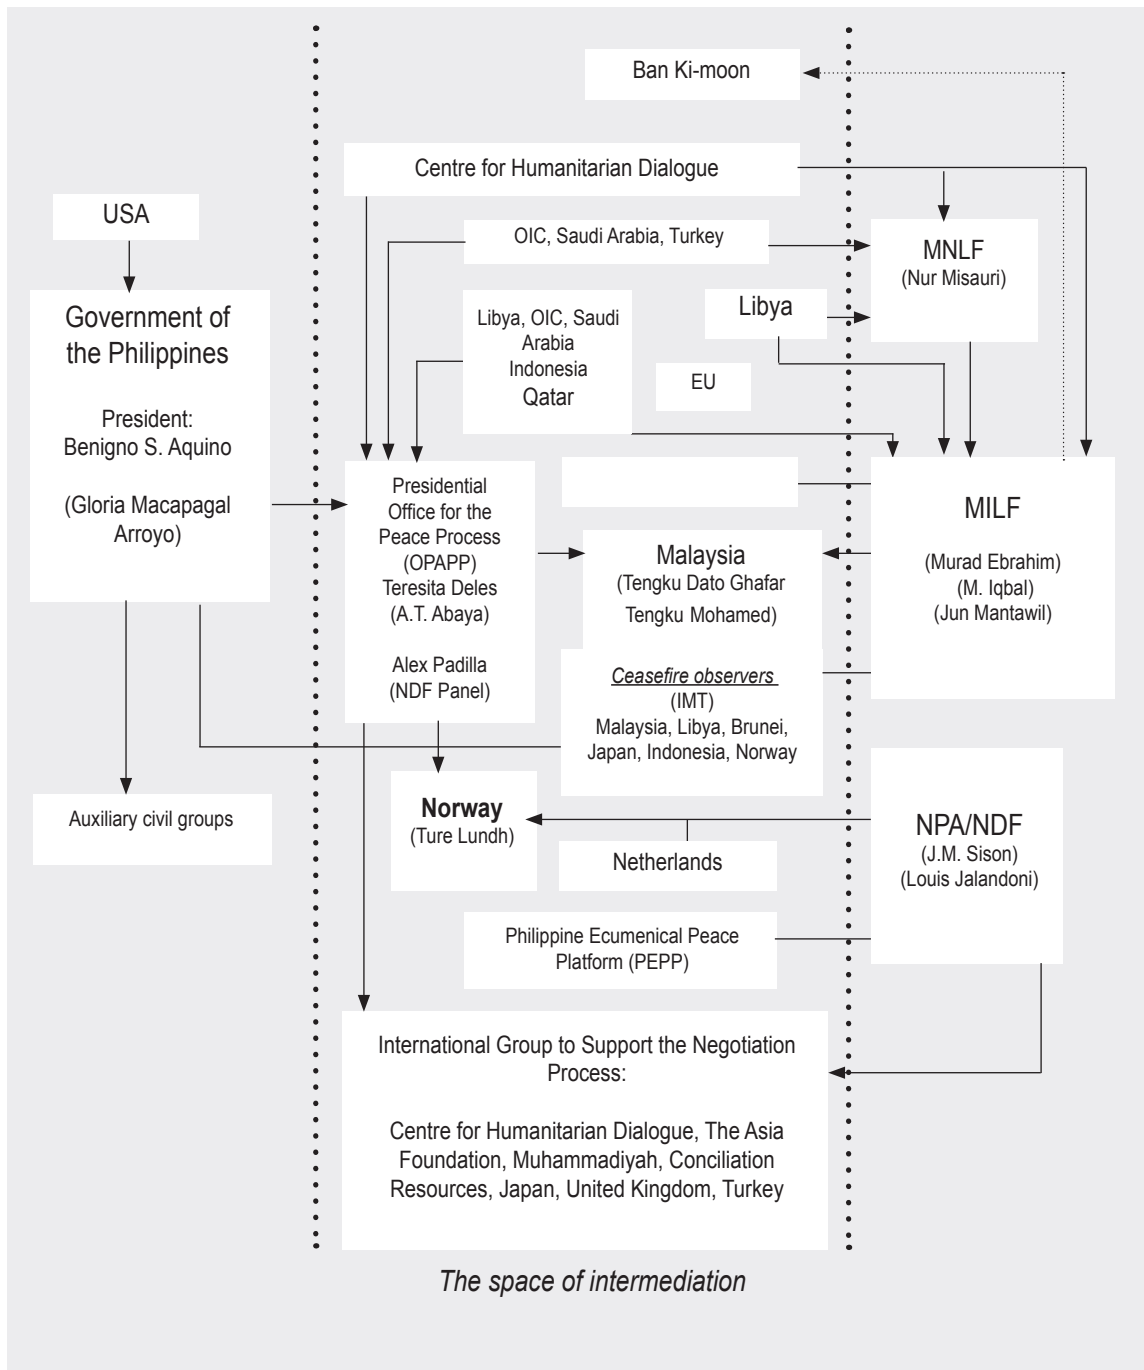 Ban Ki-moon
Centre for Humanitarian Dialogue
USA
OIC, Saudi Arabia, Turkey
MNLF
(Nur Misauri)
Government of
the Philippines
President:
Benigno S. Aquino
(Gloria Macapagal
Arroyo)
Libya, OIC, Saudi
Arabia
Indonesia
Qatar
Libya
EU
Presidential
Office for the
Peace Process
(OPAPP)
Teresita Deles
(A.T. Abaya)
Alex Padilla
(NDF Panel)
Malaysia
(Tengku Dato Ghafar
Tengku Mohamed)
MILF
(Murad Ebrahim)
(M. Iqbal)
(Jun Mantawil)
Ceasefire observers
(IMT)
Malaysia, Libya, Brunei,
Japan, Indonesia, Norway
Auxiliary civil groups
Norway
(Ture Lundh)
Netherlands
NPA/NDF
(J.M. Sison)
(Louis Jalandoni)
Philippine Ecumenical Peace
Platform (PEPP)
International Group to Support the Negotiation
Process:
Centre for Humanitarian Dialogue, The Asia
Foundation, Muhammadiyah, Conciliation
Resources, Japan, United Kingdom, Turkey
The space of intermediation